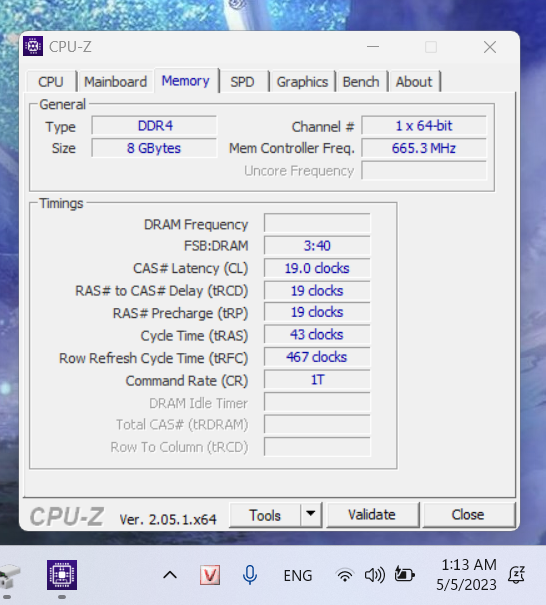 CPU-Z
CPU Mainboard Memory SPD Graphics Bench About
General
Type DDR4 Channel # 1 x 64-bit
Size 8 GBytes Mem Controller Freq. 665.3 MHz
Uncore Frequency
Timings
DRAM Frequency
FSB:DRAM 3:40
CAS# Latency (CL) 19.0 clocks
RAS# to CAS# Delay (tRCD) 19 clocks
RAS# Precharge (tRP) 19 clocks
Cycle Time (tRAS) 43 clocks
Row Refresh Cycle Time (tRFC) 467 clocks
Command Rate (CR) 1T
DRAM Idle Timer
Total CAS# (tRDRAM)
Row To Column (tRCD)
CPU-Z Ver. 2.05.1.x64 Tools Validate Close
V ENG 1:13 AM
5/5/2023